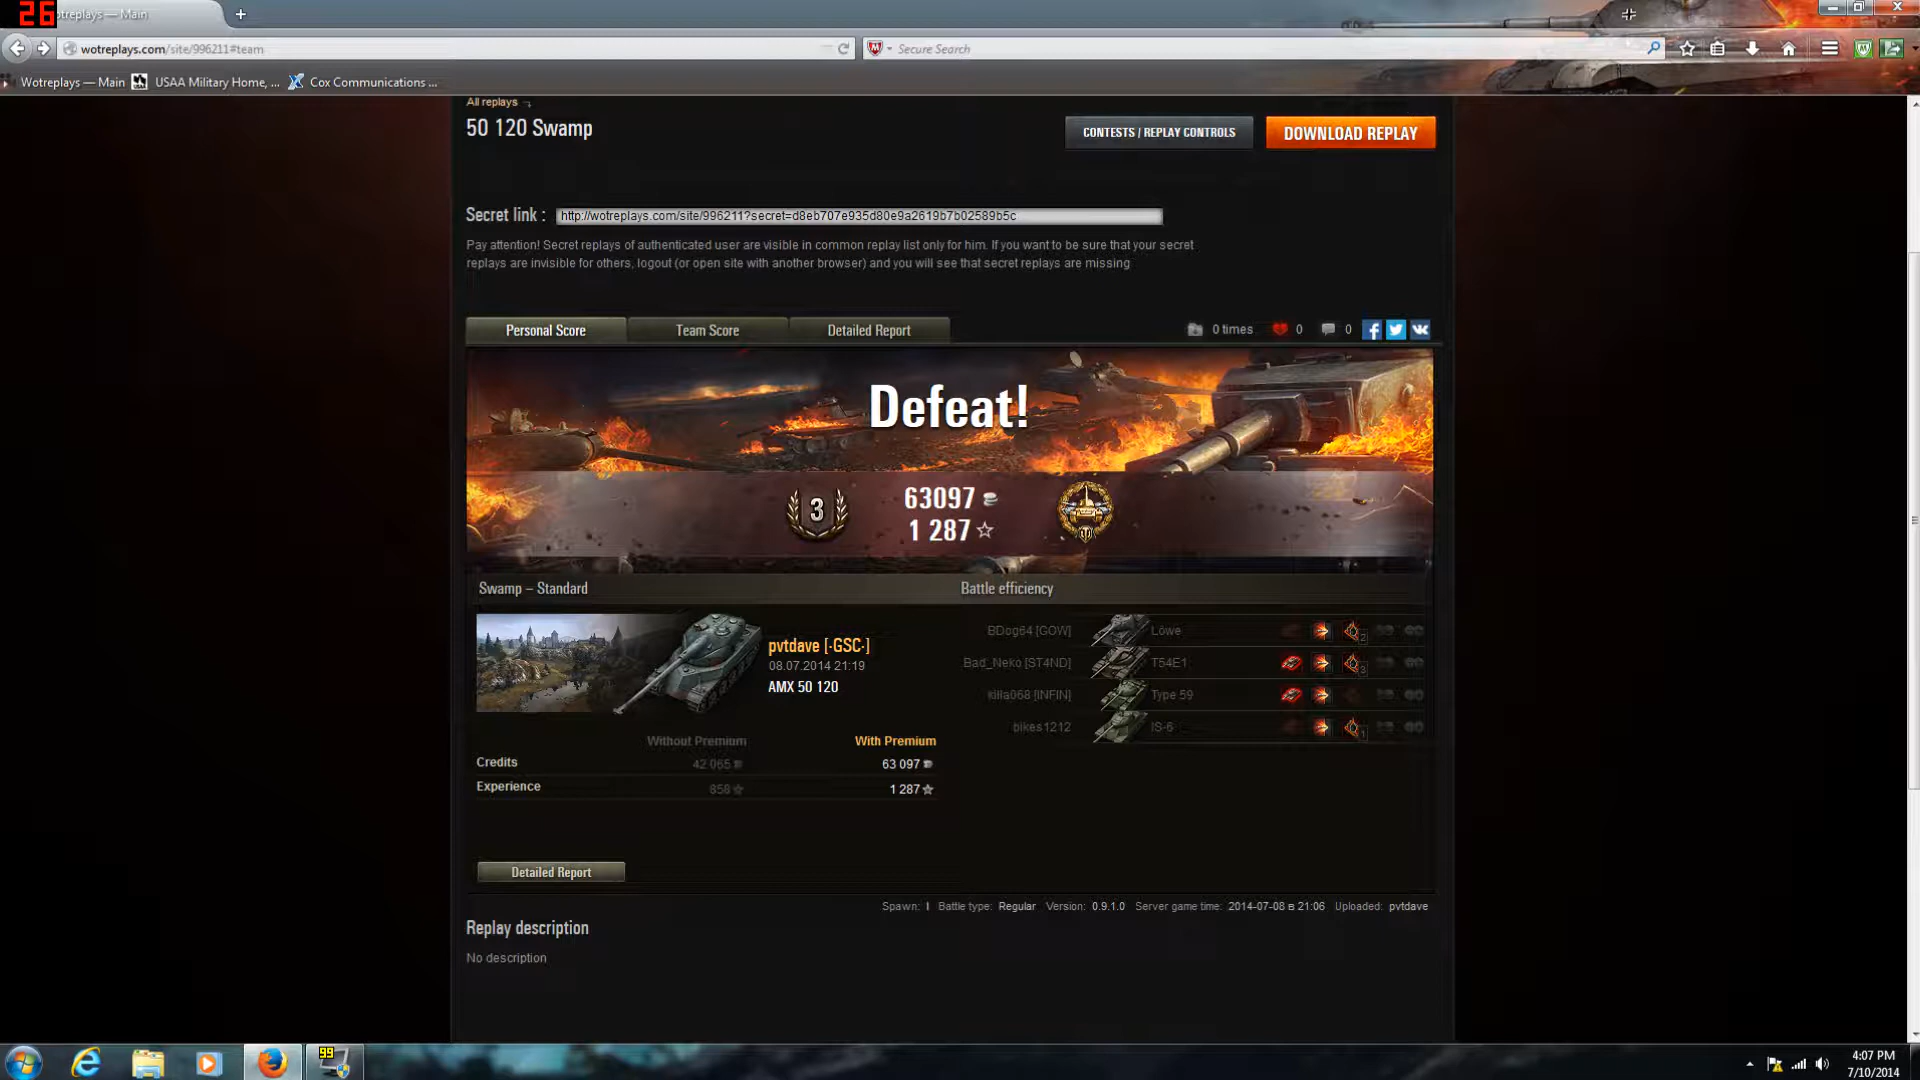 26
otreplays — Main
wotreplays.com/site/996211#team
Secure Search
Wotreplays — Main
USAA Military Home, ...
Cox Communications ...
All replays
50 120 Swamp
CONTESTS / REPLAY CONTROLS
DOWNLOAD REPLAY
Secret link :
http://wotreplays.com/site/996211?secret=d8eb707e935d80e9a2619b7b02589b5c
Pay attention! Secret replays of authenticated user are visible in common replay list only for him. If you want to be sure that your secret
replays are invisible for others, logout (or open site with another browser) and you will see that secret replays are missing
Personal Score
Team Score
Detailed Report
0 times
0
0
Defeat!
3
63097
1 287
Swamp – Standard
Battle efficiency
pvtdave [-GSC-]
08.07.2014 21:19
AMX 50 120
BDog64 [GOW] Löwe 2
Bad_Neko [ST4ND] T54E1 3
killa068 [INFIN] Type 59
bikes1212 IS-6 1
Without Premium With Premium
Credits 42 065 63 097
Experience 858 1 287
Detailed Report
Spawn: I Battle type: Regular Version: 0.9.1.0 Server game time: 2014-07-08 в 21:06 Uploaded: pvtdave
Replay description
No description
99
4:07 PM
7/10/2014